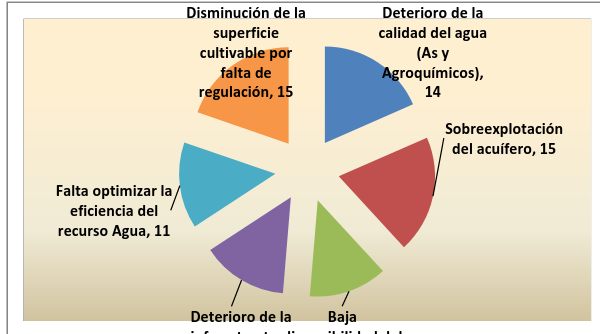 Disminución de la
superficie
cultivable por
falta de
regulación, 15
Deterioro de la
calidad del agua
(As y
Agroquímicos),
14
Sobreexplotación
del acuífero, 15
Falta optimizar la
eficiencia del
recurso Agua, 11
Deterioro de la
Baja